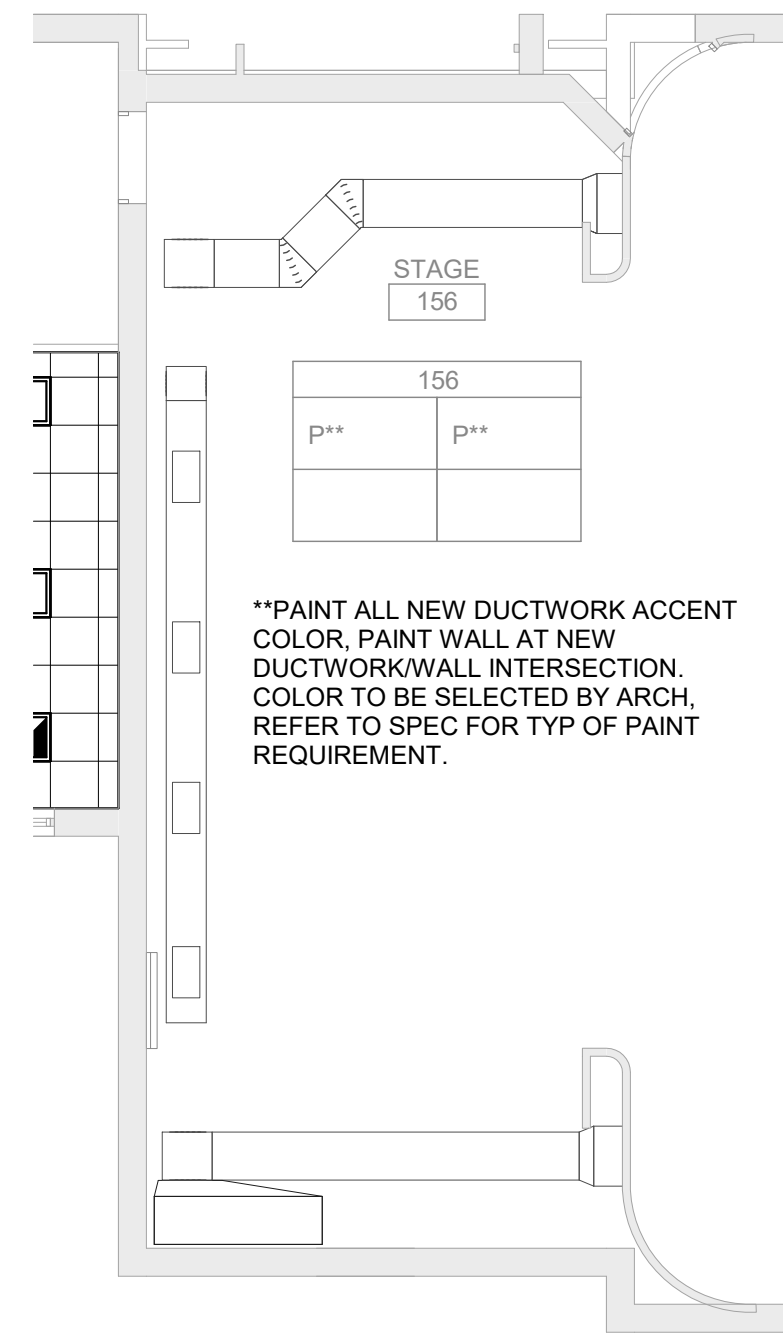 STAGE
156
156
P** P**
**PAINT ALL NEW DUCTWORK ACCENT
COLOR, PAINT WALL AT NEW
DUCTWORK/WALL INTERSECTION.
COLOR TO BE SELECTED BY ARCH,
REFER TO SPEC FOR TYP OF PAINT
REQUIREMENT.